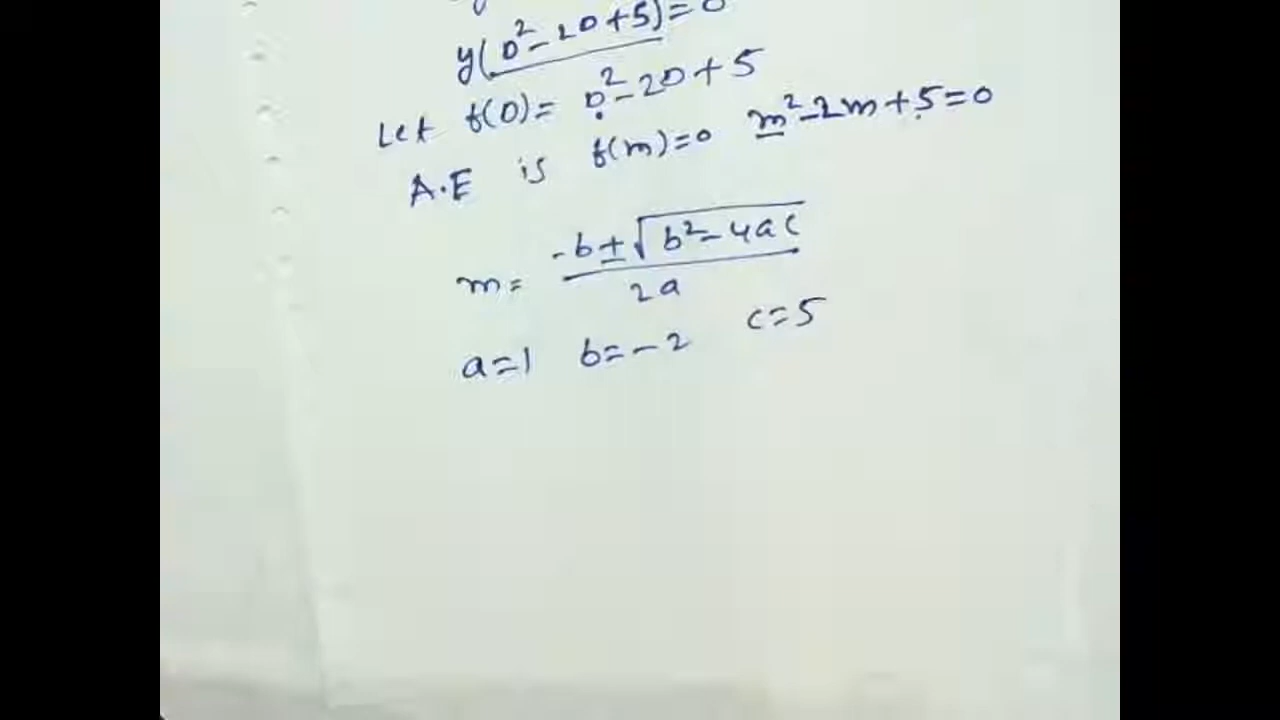 y(D²-2D+5)=0
Let f(D)= D²-2D+5
A.E is f(m)=0 m²-2m+5=0
m= -b±√b²-4ac / 2a
a=1 b=-2 c=5